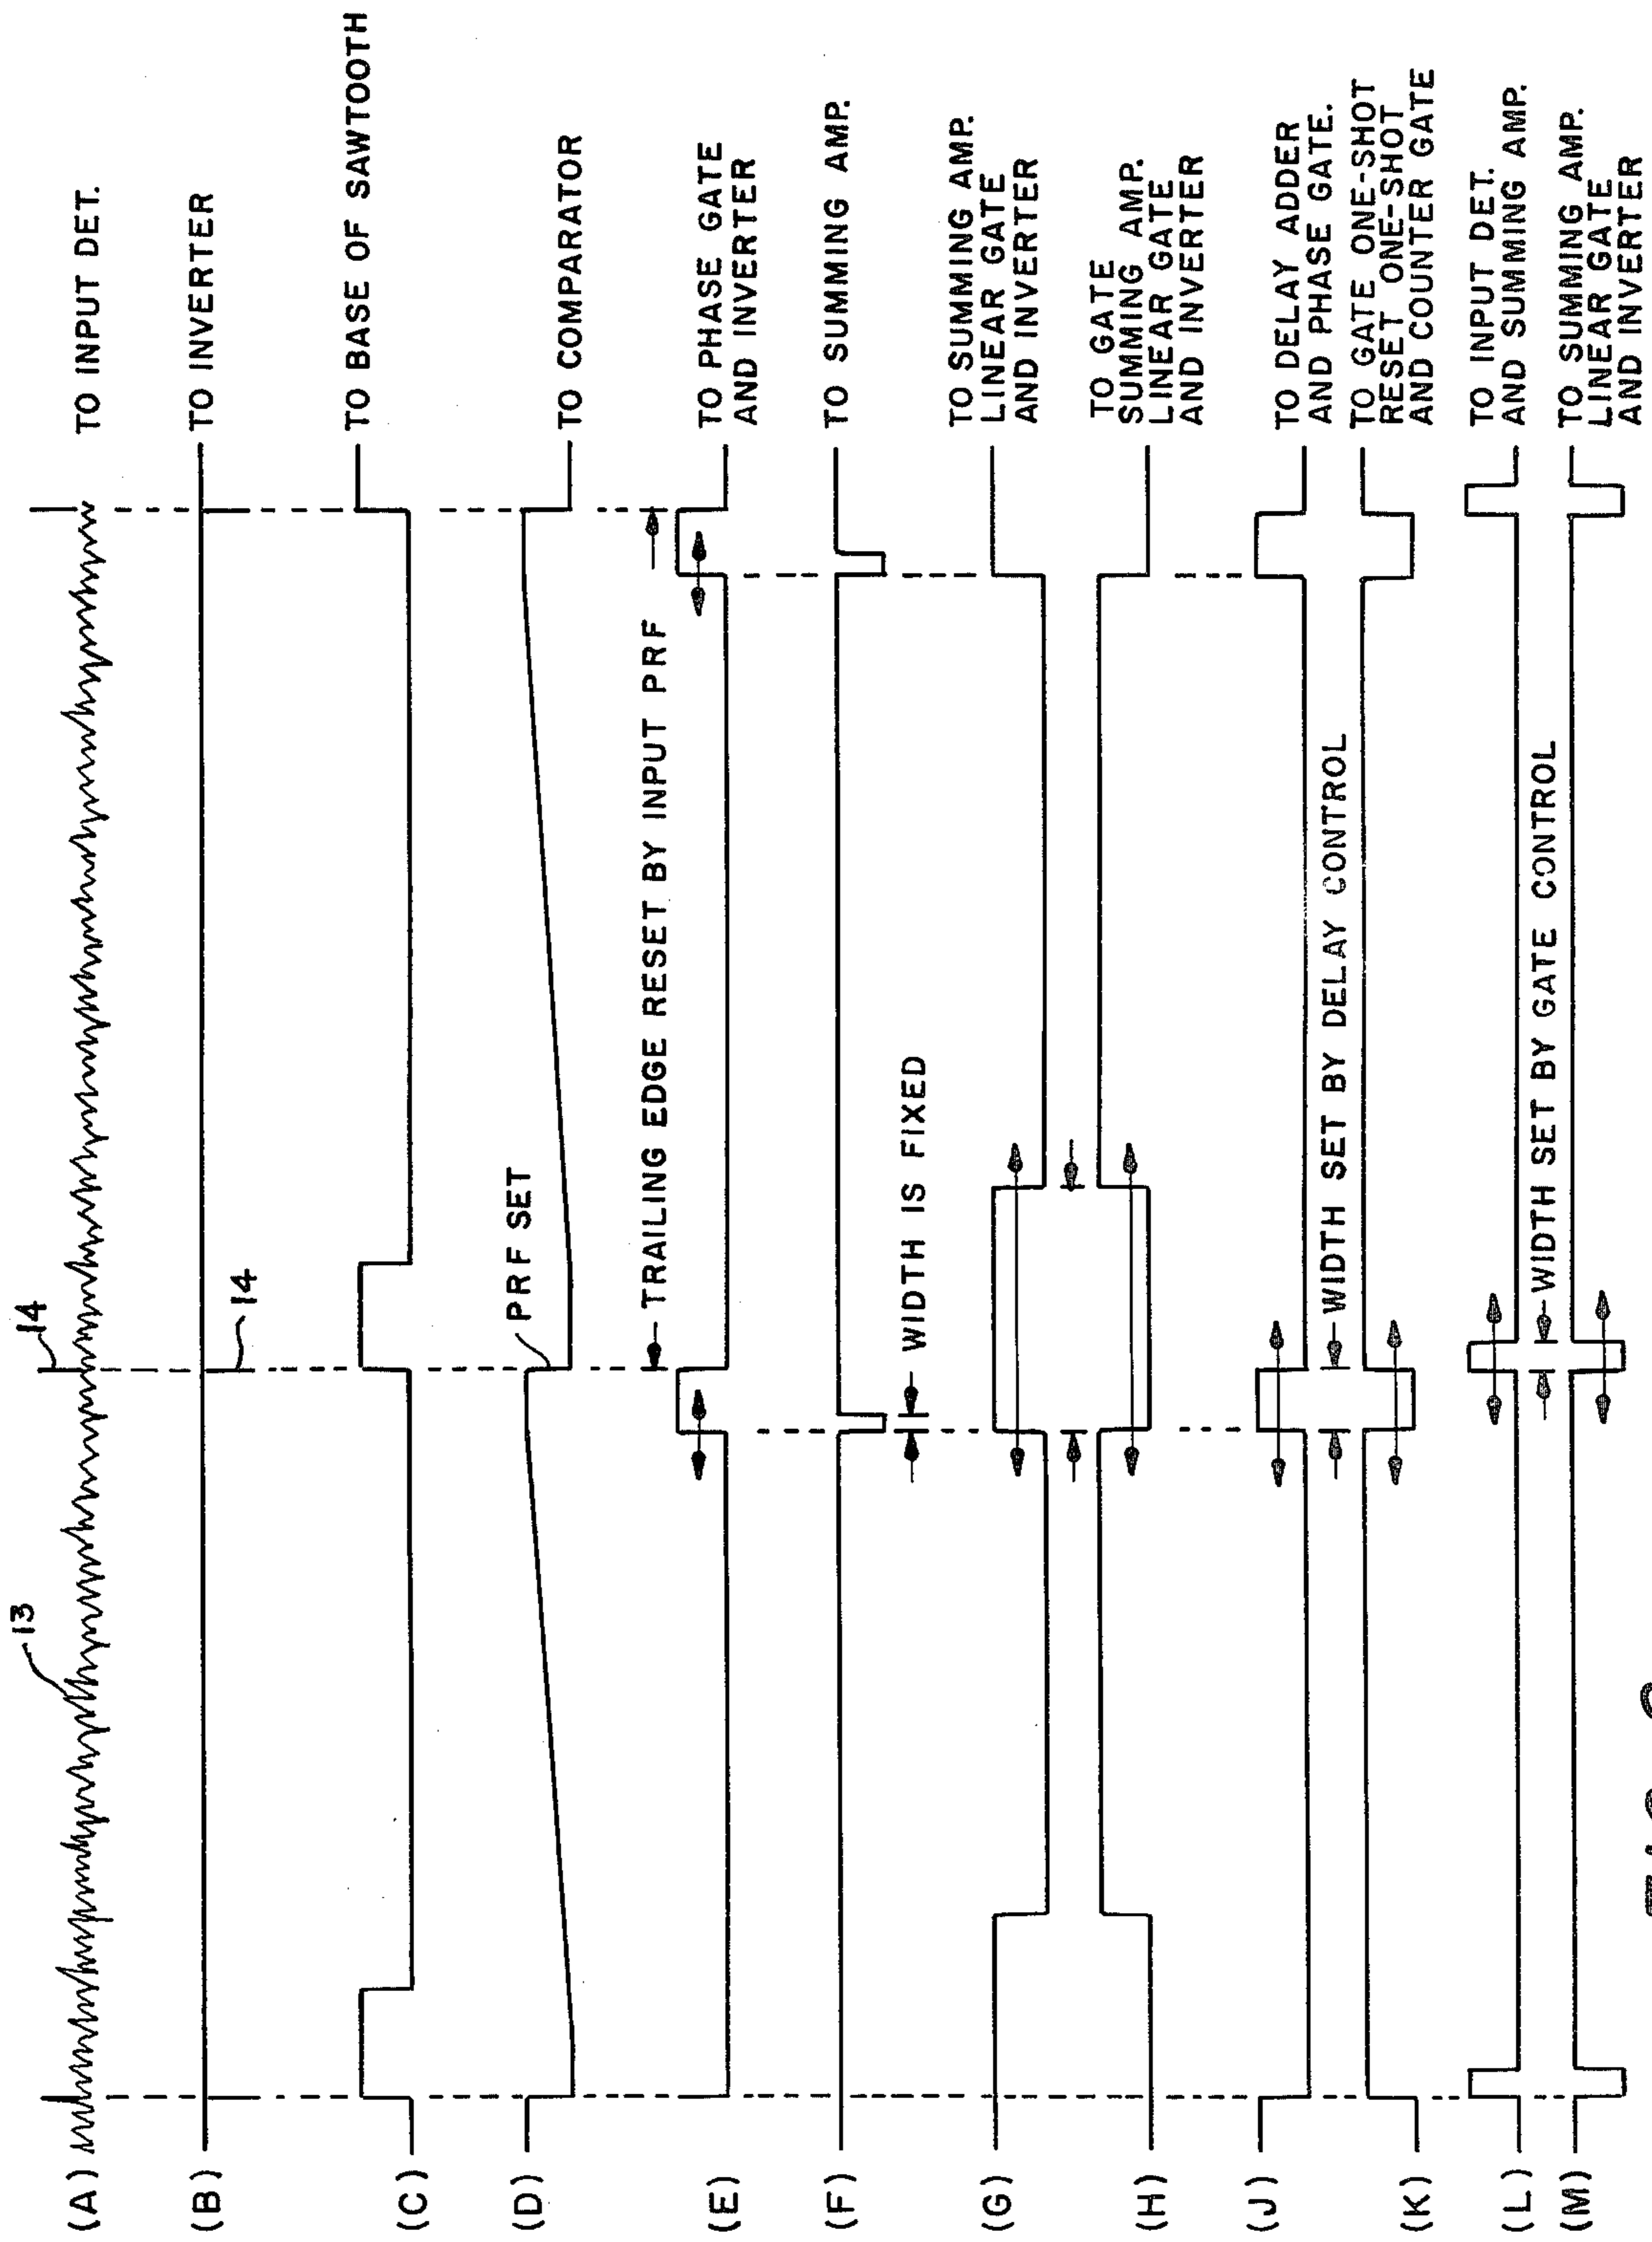 14
13
(A) TO INPUT DET.
(B) TO INVERTER
14
(C) TO BASE OF SAWTOOTH
(D) TO COMPARATOR
PRF SET
TRAILING EDGE RESET BY INPUT PRF
(E) TO PHASE GATE
AND INVERTER
(F) TO SUMMING AMP.
WIDTH IS FIXED
(G) TO SUMMING AMP.
LINEAR GATE
AND INVERTER
(H) TO GATE
SUMMING AMP.
LINEAR GATE
AND INVERTER
(J) TO DELAY ADDER
AND PHASE GATE.
WIDTH SET BY DELAY CONTROL
(K) TO GATE ONE-SHOT
RESET ONE-SHOT
AND COUNTER GATE
(L) TO INPUT DET.
AND SUMMING AMP.
WIDTH SET BY GATE CONTROL
(M) TO SUMMING AMP.
LINEAR GATE
AND INVERTER